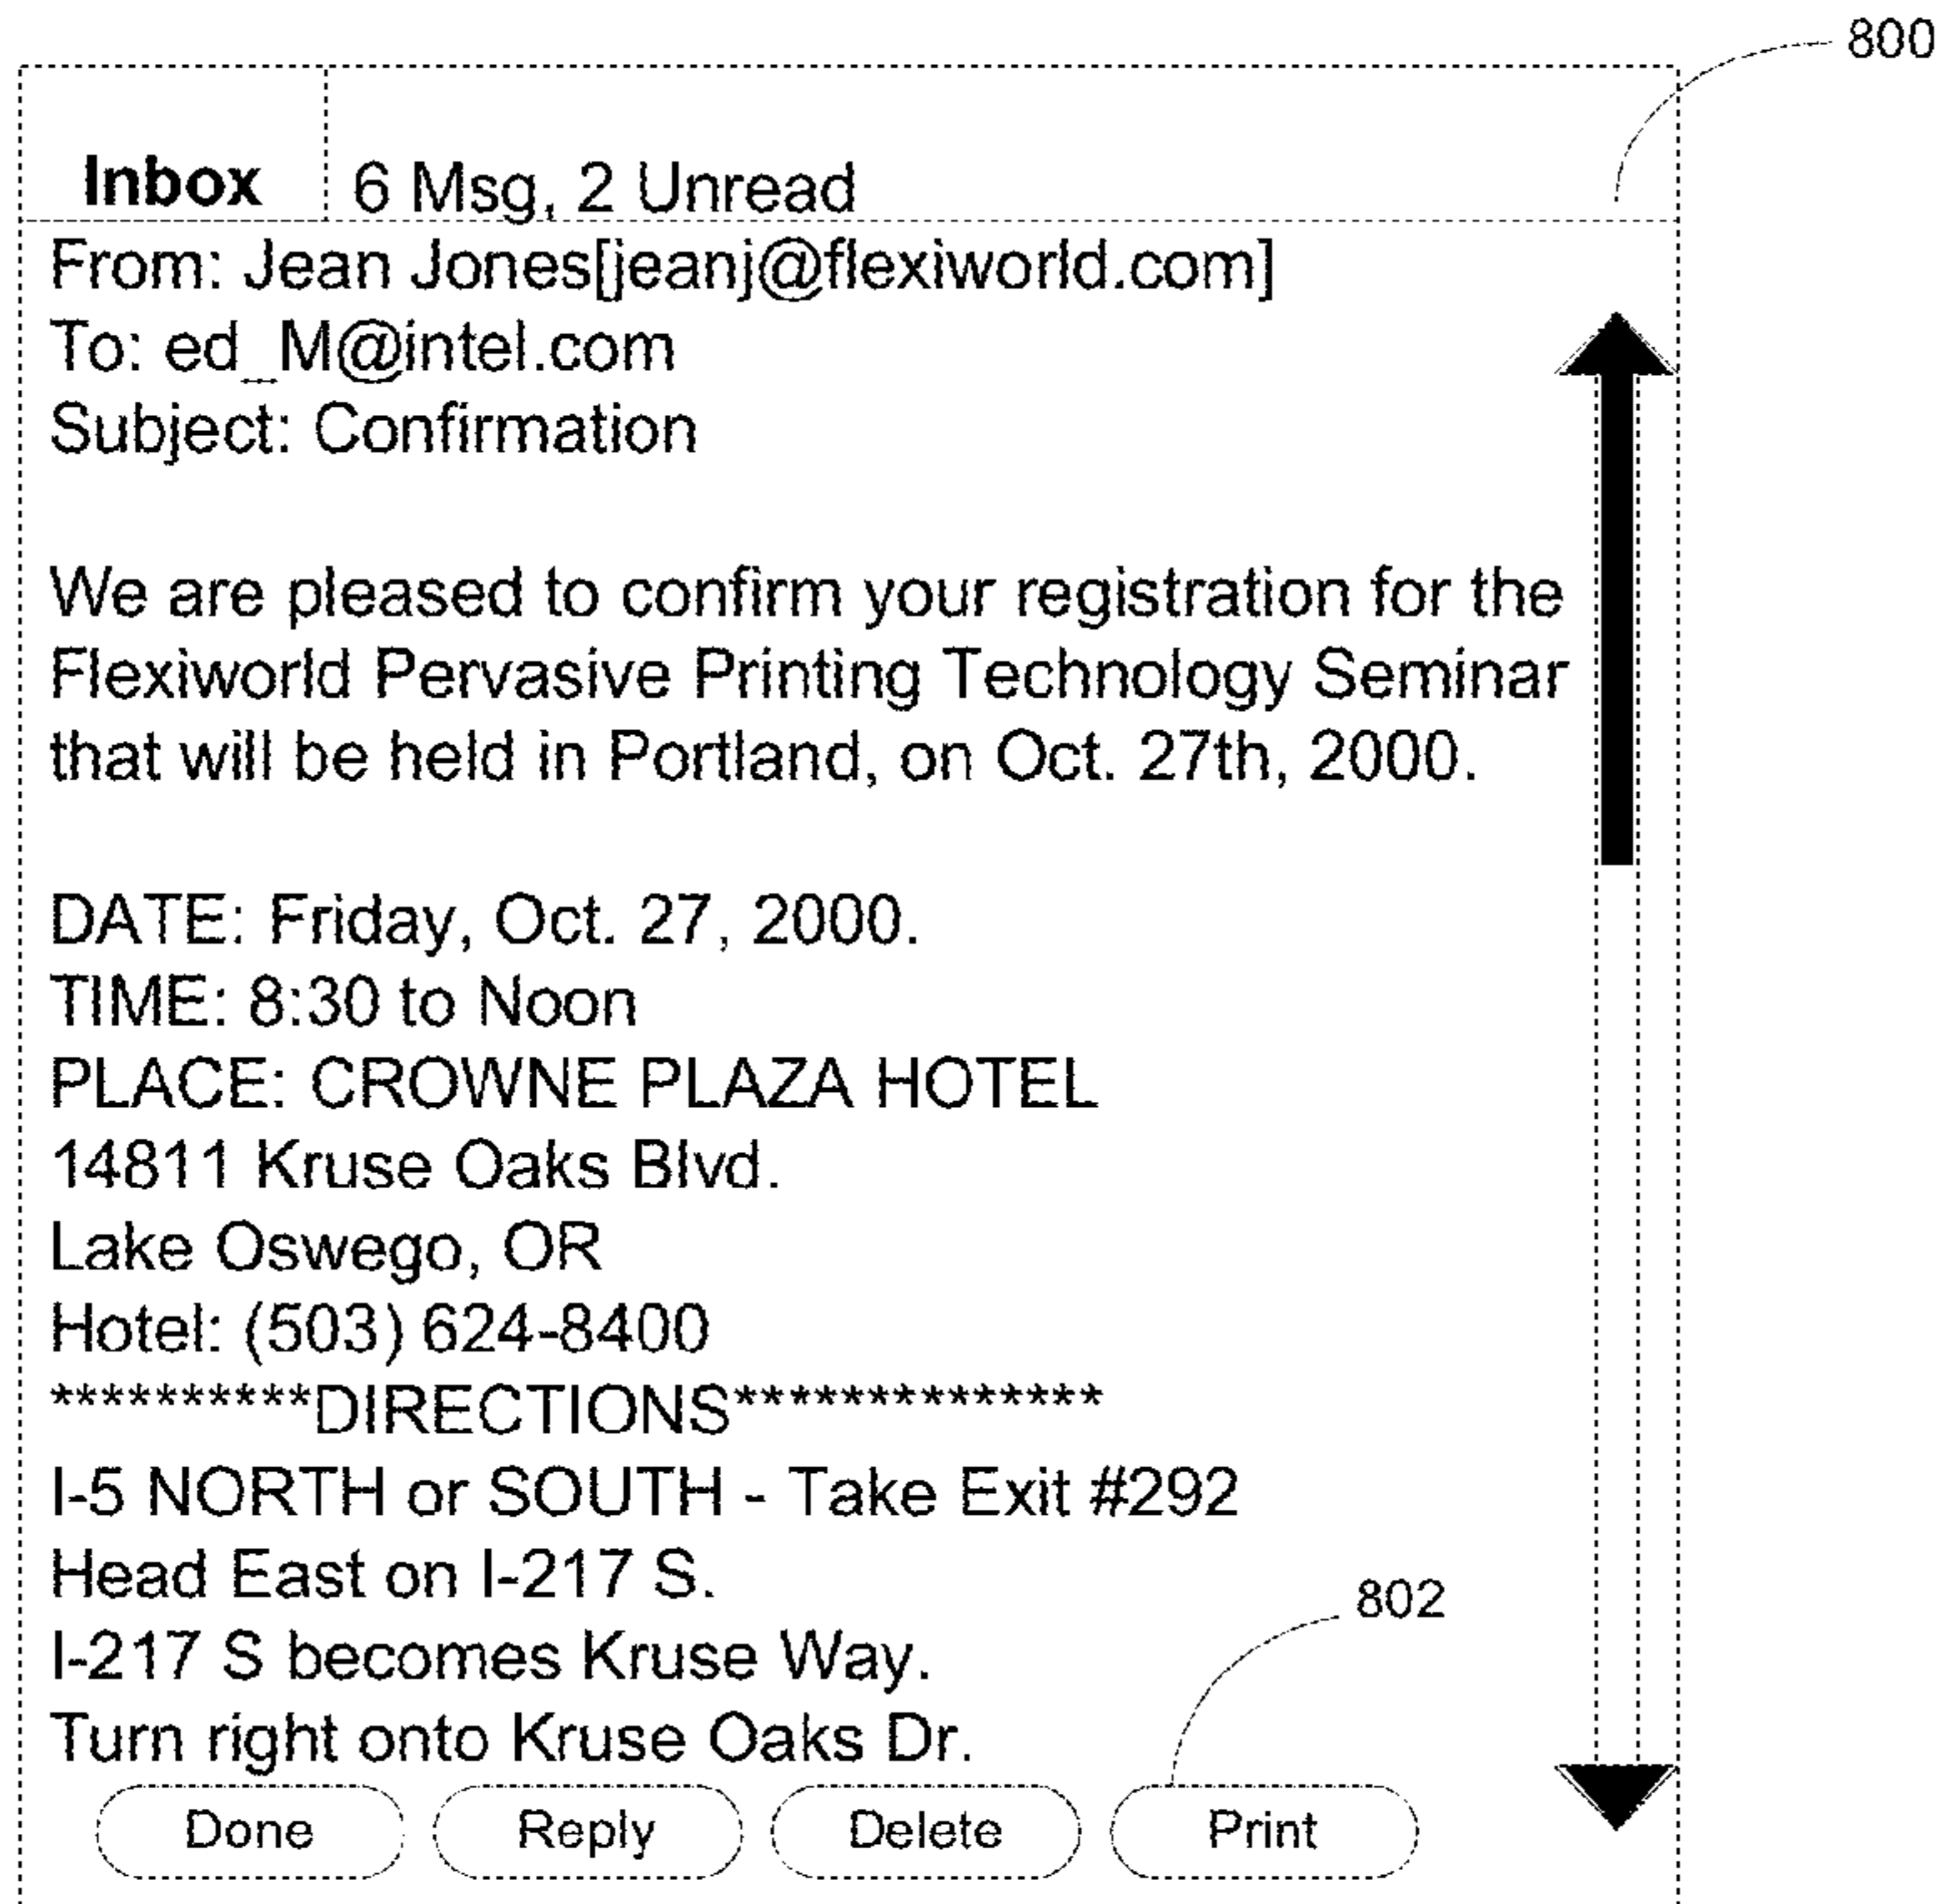 800
Inbox 6 Msg, 2 Unread
From: Jean Jones[jeanj@flexiworld.com]
To: ed_M@intel.com
Subject: Confirmation
We are pleased to confirm your registration for the
Flexiworld Pervasive Printing Technology Seminar
that will be held in Portland, on Oct. 27th, 2000.
DATE: Friday, Oct. 27, 2000.
TIME: 8:30 to Noon
PLACE: CROWNE PLAZA HOTEL
14811 Kruse Oaks Blvd.
Lake Oswego, OR
Hotel: (503) 624-8400
**********DIRECTIONS**************
I-5 NORTH or SOUTH - Take Exit #292
Head East on I-217 S.
802
I-217 S becomes Kruse Way.
Turn right onto Kruse Oaks Dr.
Done Reply Delete Print